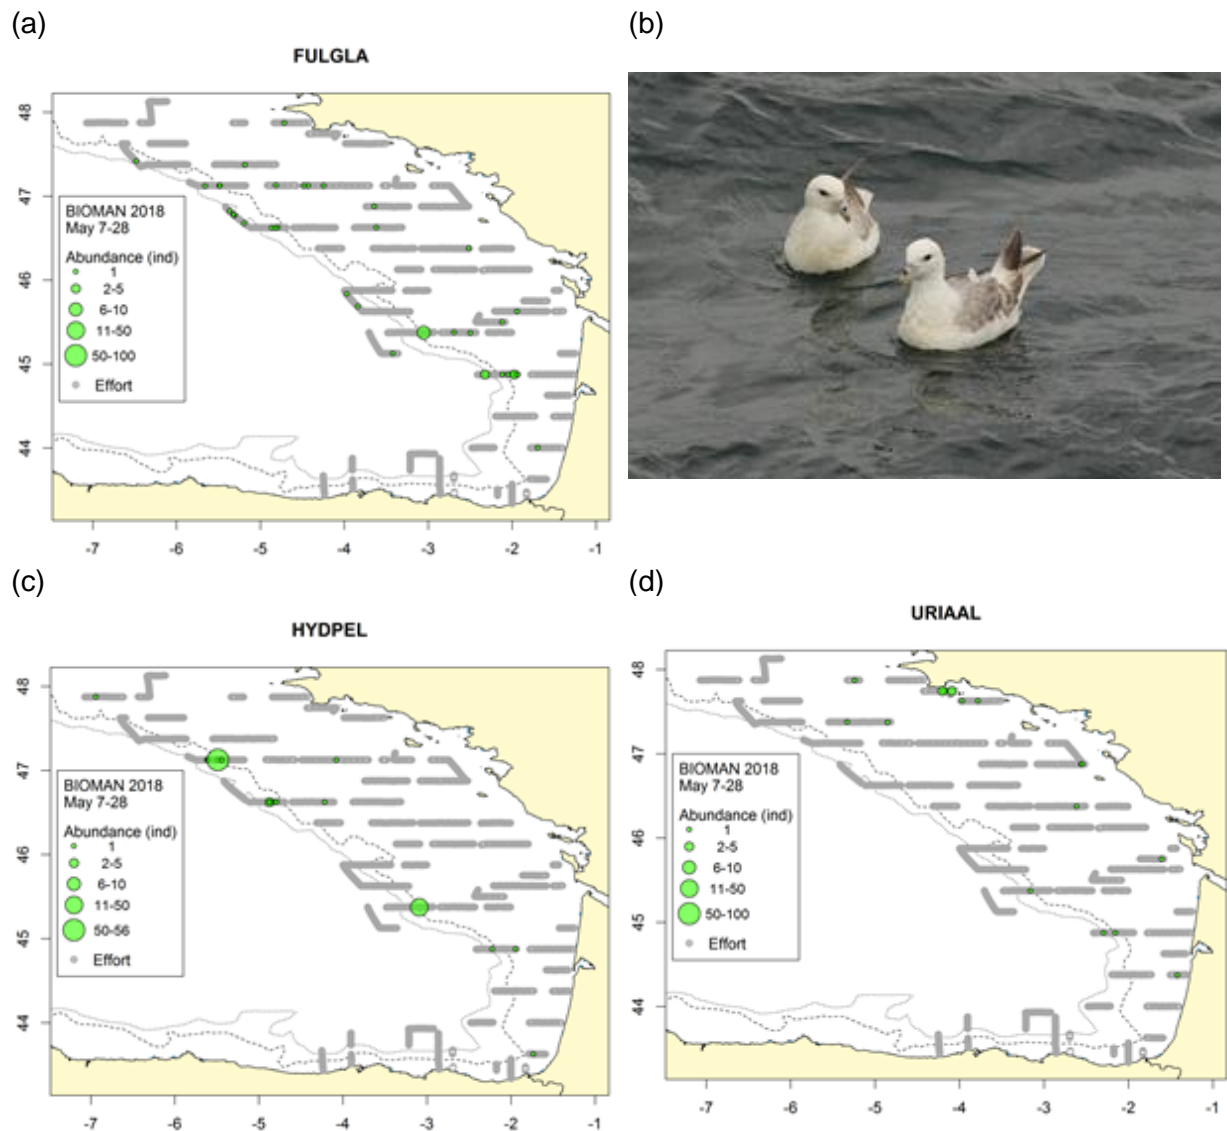 (a)
FULGLA
48
47
46
45
44
BIOMAN 2018
May 7-28
Abundance (ind)
1
2-5
6-10
11-50
50-100
Effort
-7 -6 -5 -4 -3 -2 -1
(b)
(c)
HYDPEL
48
47
46
45
44
BIOMAN 2018
May 7-28
Abundance (ind)
1
2-5
6-10
11-50
50-56
Effort
-7 -6 -5 -4 -3 -2 -1
(d)
URIAAL
48
47
46
45
44
BIOMAN 2018
May 7-28
Abundance (ind)
1
2-5
6-10
11-50
50-100
Effort
-7 -6 -5 -4 -3 -2 -1